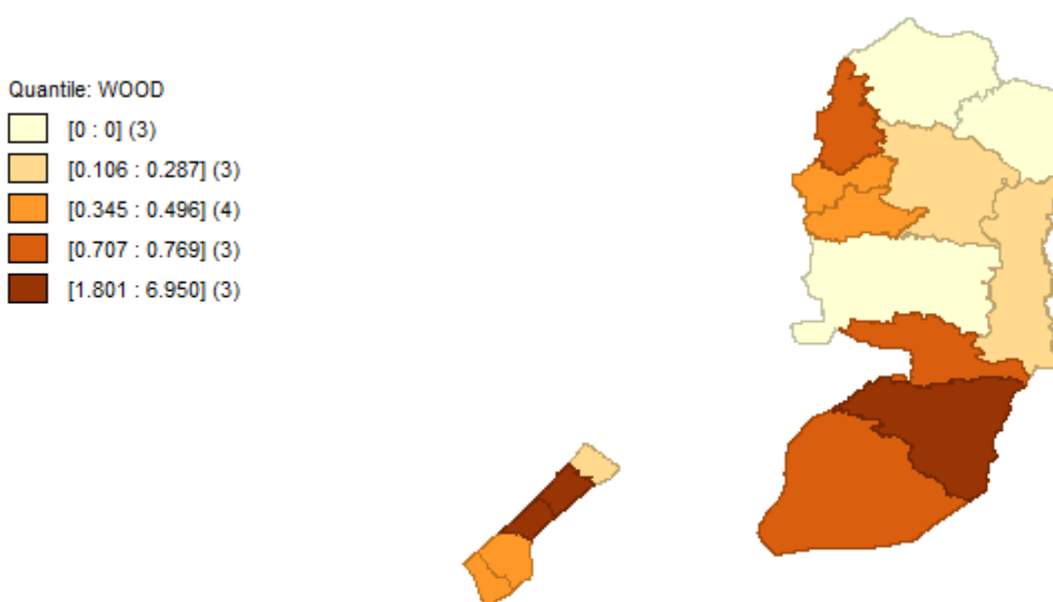 Quantile: WOOD
[0 : 0] (3)
[0.106 : 0.287] (3)
[0.345 : 0.496] (4)
[0.707 : 0.769] (3)
[1.801 : 6.950] (3)